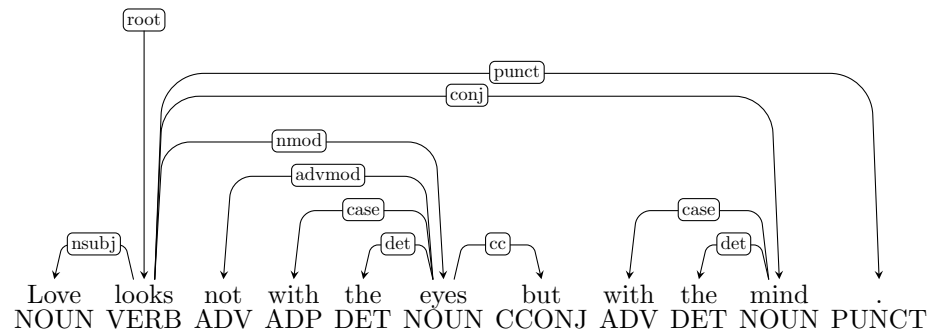 root
punct
conj
nmod
advmod
case case
nsubj det cc det
Love looks not with the eyes but with the mind .
NOUN VERB ADV ADP DET NOUN CCONJ ADV DET NOUN PUNCT